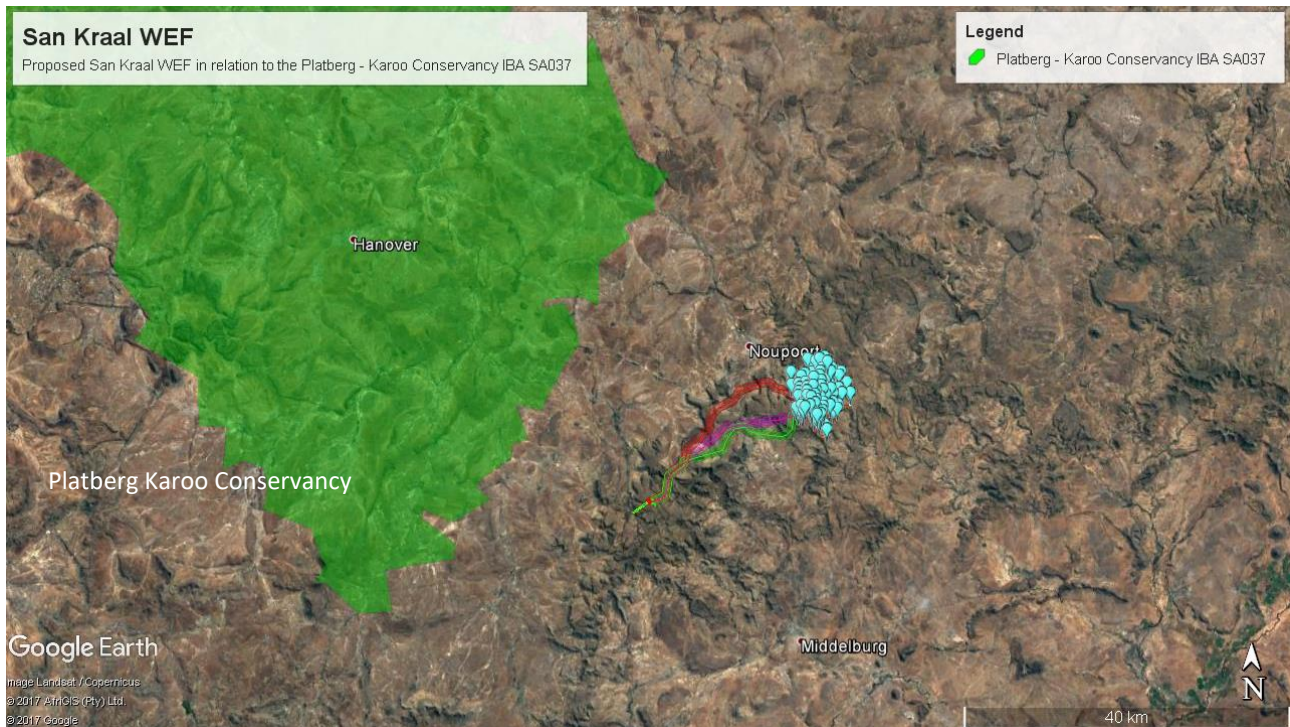 San Kraal WEF
Proposed San Kraal WEF in relation to the Platberg - Karoo Conservancy IBA SA037
Legend
Platberg - Karoo Conservancy IBA SA037
Hanover
Noupoort
Platberg Karoo Conservancy
Middelburg
Google Earth
mage Landsat / Copernicus
© 2017 AfriGIS (Pty) Ltd.
© 2017 Google
N
40 km